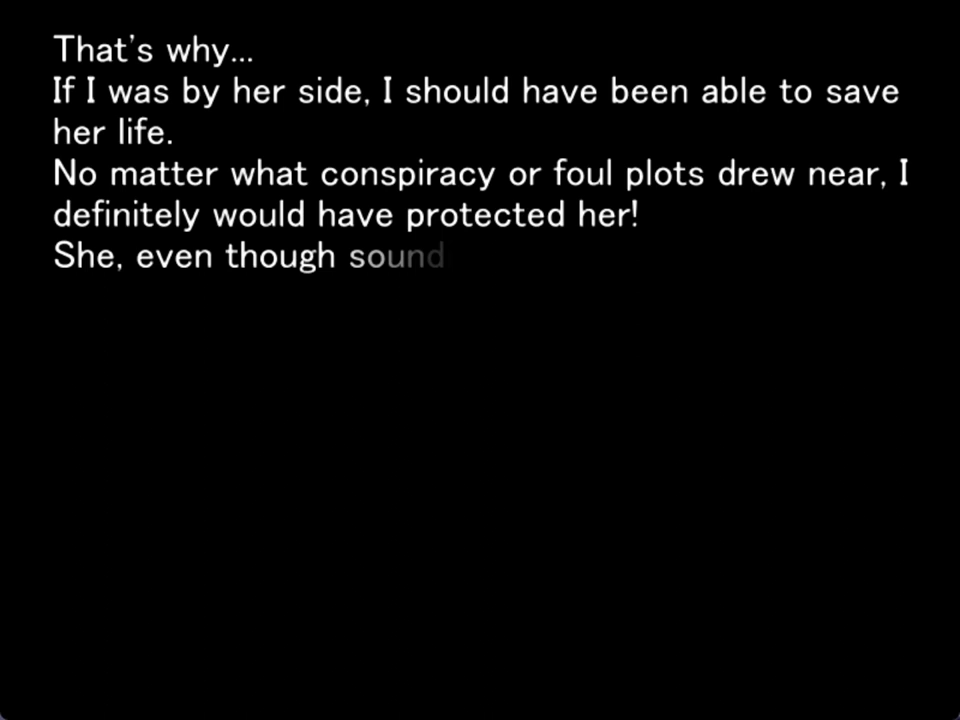 That's why...
If I was by her side, I should have been able to save
her life.
No matter what conspiracy or foul plots drew near, I
definitely would have protected her!
She, even though sound